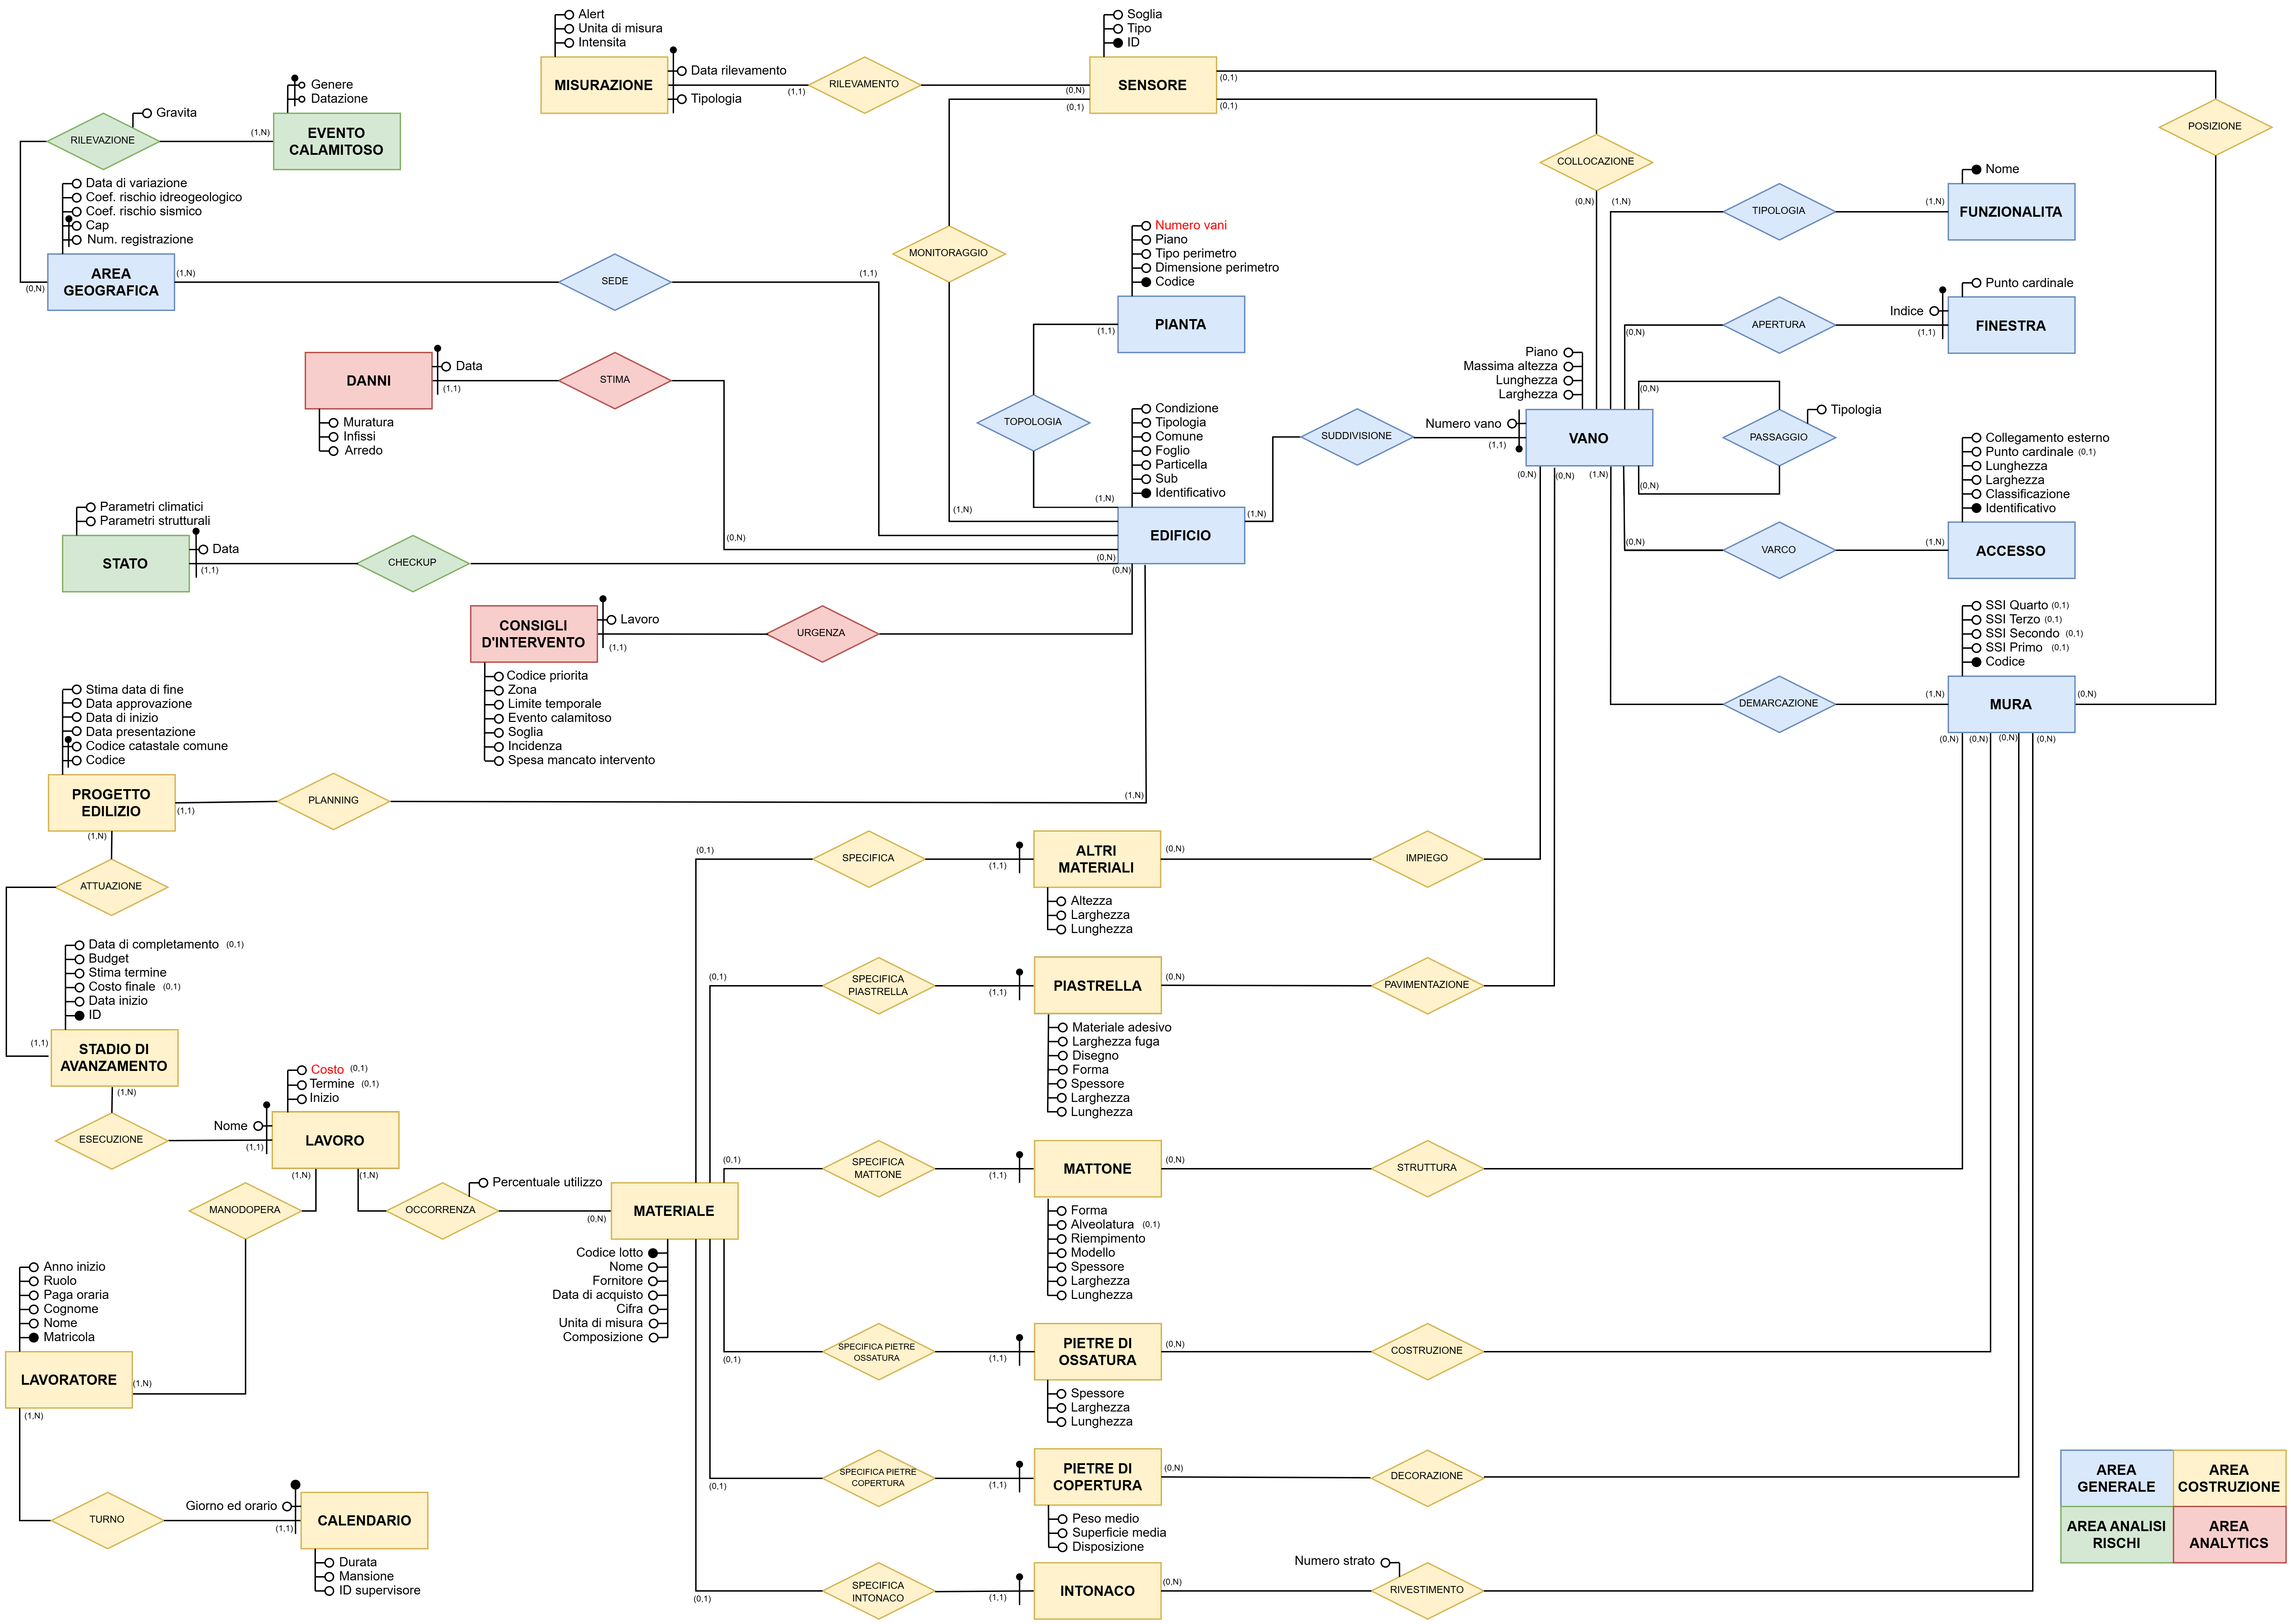 Alert
Unita di misura
Intensita
MISURAZIONE
Data rilevamento
Tipologia
(1,1)
RILEVAMENTO
Soglia
Tipo
ID
SENSORE
(0,N)
(0,1)
(0,1)
(0,1)
POSIZIONE
Genere
Datazione
Gravita
RILEVAZIONE
(1,N)
EVENTO
CALAMITOSO
COLLOCAZIONE
(0,N)
(1,N)
Data di variazione
Coef. rischio idreogeologico
Coef. rischio sismico
Cap
Num. registrazione
AREA
GEOGRAFICA
(0,N)
(1,N)
SEDE
(1,1)
MONITORAGGIO
Numero vani
Piano
Tipo perimetro
Dimensione perimetro
Codice
PIANTA
(1,1)
TIPOLOGIA
(1,N)
Nome
FUNZIONALITA
Punto cardinale
Indice
(1,1)
FINESTRA
APERTURA
(0,N)
DANNI
Data
(1,1)
STIMA
Muratura
Infissi
Arredo
(0,N)
TOPOLOGIA
(1,N)
Condizione
Tipologia
Comune
Foglio
Particella
Sub
Identificativo
EDIFICIO
(1,N)
(1,N)
(0,N)
(0,N)
SUDDIVISIONE
Piano
Massima altezza
Lunghezza
Larghezza
Numero vano
(1,1)
VANO
(0,N)
(0,N)
(1,N)
(0,N)
(0,N)
(0,N)
Tipologia
PASSAGGIO
Collegamento esterno
Punto cardinale (0,1)
Lunghezza
Larghezza
Classificazione
Identificativo
ACCESSO
(1,N)
VARCO
Parametri climatici
Parametri strutturali
STATO
Data
(1,1)
CHECKUP
CONSIGLI
D'INTERVENTO
Lavoro
(1,1)
URGENZA
Codice priorita
Zona
Limite temporale
Evento calamitoso
Soglia
Incidenza
Spesa mancato intervento
SSI Quarto (0,1)
SSI Terzo (0,1)
SSI Secondo (0,1)
SSI Primo (0,1)
Codice
MURA
(1,N)
(0,N)
(0,N)
(0,N)
(0,N)
(0,N)
DEMARCAZIONE
Stima data di fine
Data approvazione
Data di inizio
Data presentazione
Codice catastale comune
Codice
PROGETTO
EDILIZIO
(1,1)
(1,N)
PLANNING
(1,N)
ATTUAZIONE
Data di completamento (0,1)
Budget
Stima termine
Costo finale (0,1)
Data inizio
ID
STADIO DI
AVANZAMENTO
(1,1)
(1,N)
ESECUZIONE
Costo (0,1)
Termine (0,1)
Inizio
Nome
(1,1)
LAVORO
(1,N)
(1,N)
MANODOPERA
OCCORRENZA
Percentuale utilizzo
(0,N)
MATERIALE
Codice lotto
Nome
Fornitore
Data di acquisto
Cifra
Unita di misura
Composizione
Anno inizio
Ruolo
Paga oraria
Cognome
Nome
Matricola
LAVORATORE
(1,N)
(1,N)
TURNO
Giorno ed orario
(1,1)
CALENDARIO
Durata
Mansione
ID supervisore
(0,1)
SPECIFICA
(1,1)
ALTRI
MATERIALI
(0,N)
IMPIEGO
Altezza
Larghezza
Lunghezza
(0,1)
SPECIFICA
PIASTRELLA
(1,1)
PIASTRELLA
(0,N)
PAVIMENTAZIONE
Materiale adesivo
Larghezza fuga
Disegno
Forma
Spessore
Larghezza
Lunghezza
(0,1)
SPECIFICA
MATTONE
(1,1)
MATTONE
(0,N)
STRUTTURA
Forma
Alveolatura (0,1)
Riempimento
Modello
Spessore
Larghezza
Lunghezza
(0,1)
SPECIFICA PIETRE
OSSATURA
(1,1)
PIETRE DI
OSSATURA
(0,N)
COSTRUZIONE
Spessore
Larghezza
Lunghezza
(0,1)
SPECIFICA PIETRE
COPERTURA
(1,1)
PIETRE DI
COPERTURA
(0,N)
DECORAZIONE
Peso medio
Superficie media
Disposizione
(0,1)
SPECIFICA
INTONACO
(1,1)
INTONACO
(0,N)
Numero strato
RIVESTIMENTO
AREA
GENERALE
AREA
COSTRUZIONE
AREA ANALISI
RISCHI
AREA
ANALYTICS